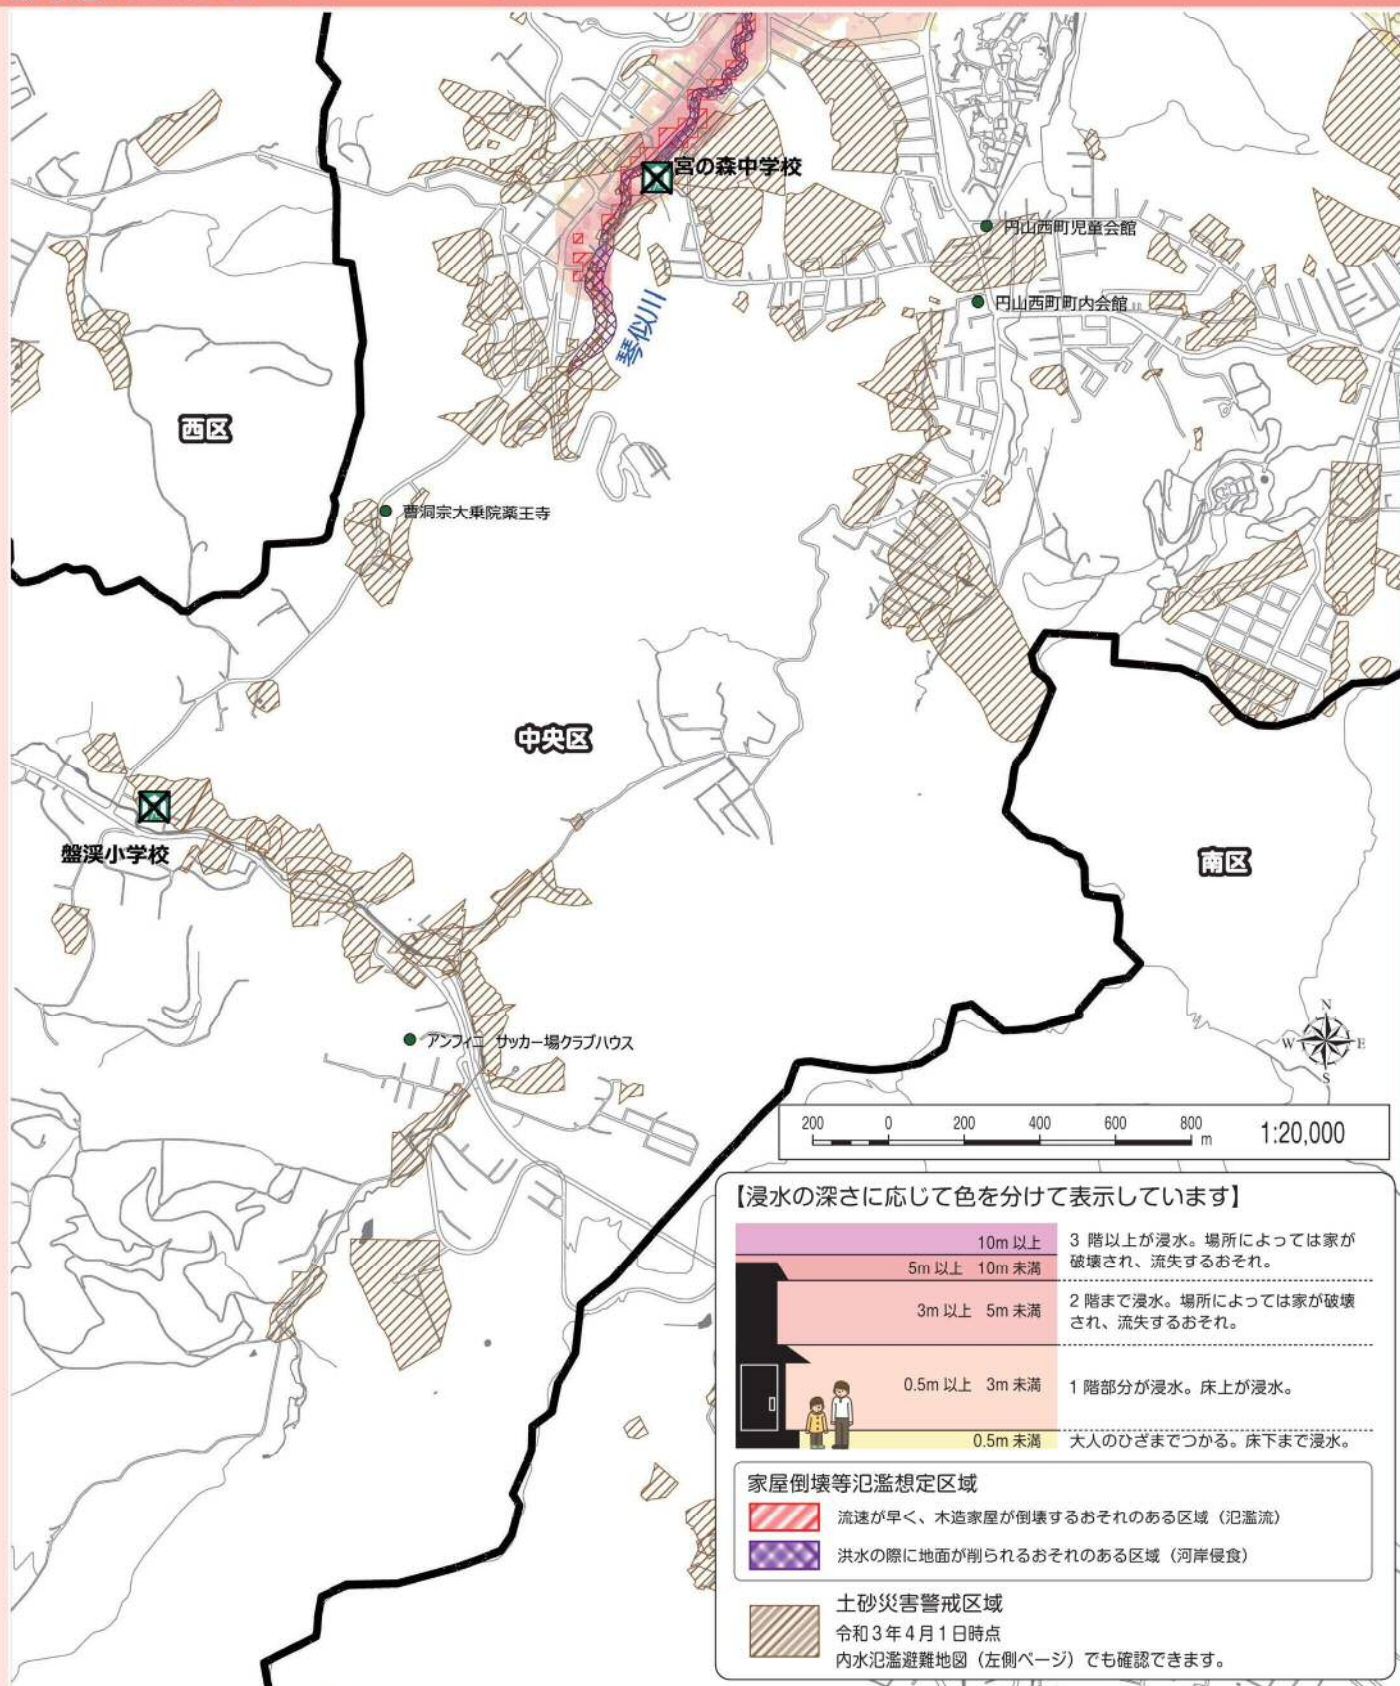 宮の森中学校
円山西町児童会館
円山西町町内会館
琴似川
西区
曹洞宗大乗院薬王寺
中央区
盤渓小学校
南区
アンフィニ サッカー場クラブハウス
N
W E
S
200 0 200 400 600 800 m 1:20,000
【浸水の深さに応じて色を分けて表示しています】
10m 以上
5m 以上 10m 未満
3 階以上が浸水。場所によっては家が
破壊され、流失するおそれ。
3m 以上 5m 未満
2 階まで浸水。場所によっては家が破壊
され、流失するおそれ。
0.5m 以上 3m 未満
1 階部分が浸水。床上が浸水。
0.5m 未満
大人のひざまでつかる。床下まで浸水。
家屋倒壊等氾濫想定区域
流速が早く、木造家屋が倒壊するおそれのある区域（氾濫流）
洪水の際に地面が削られるおそれのある区域（河岸侵食）
土砂災害警戒区域
令和３年４月１日時点
内水氾濫避難地図（左側ページ）でも確認できます。